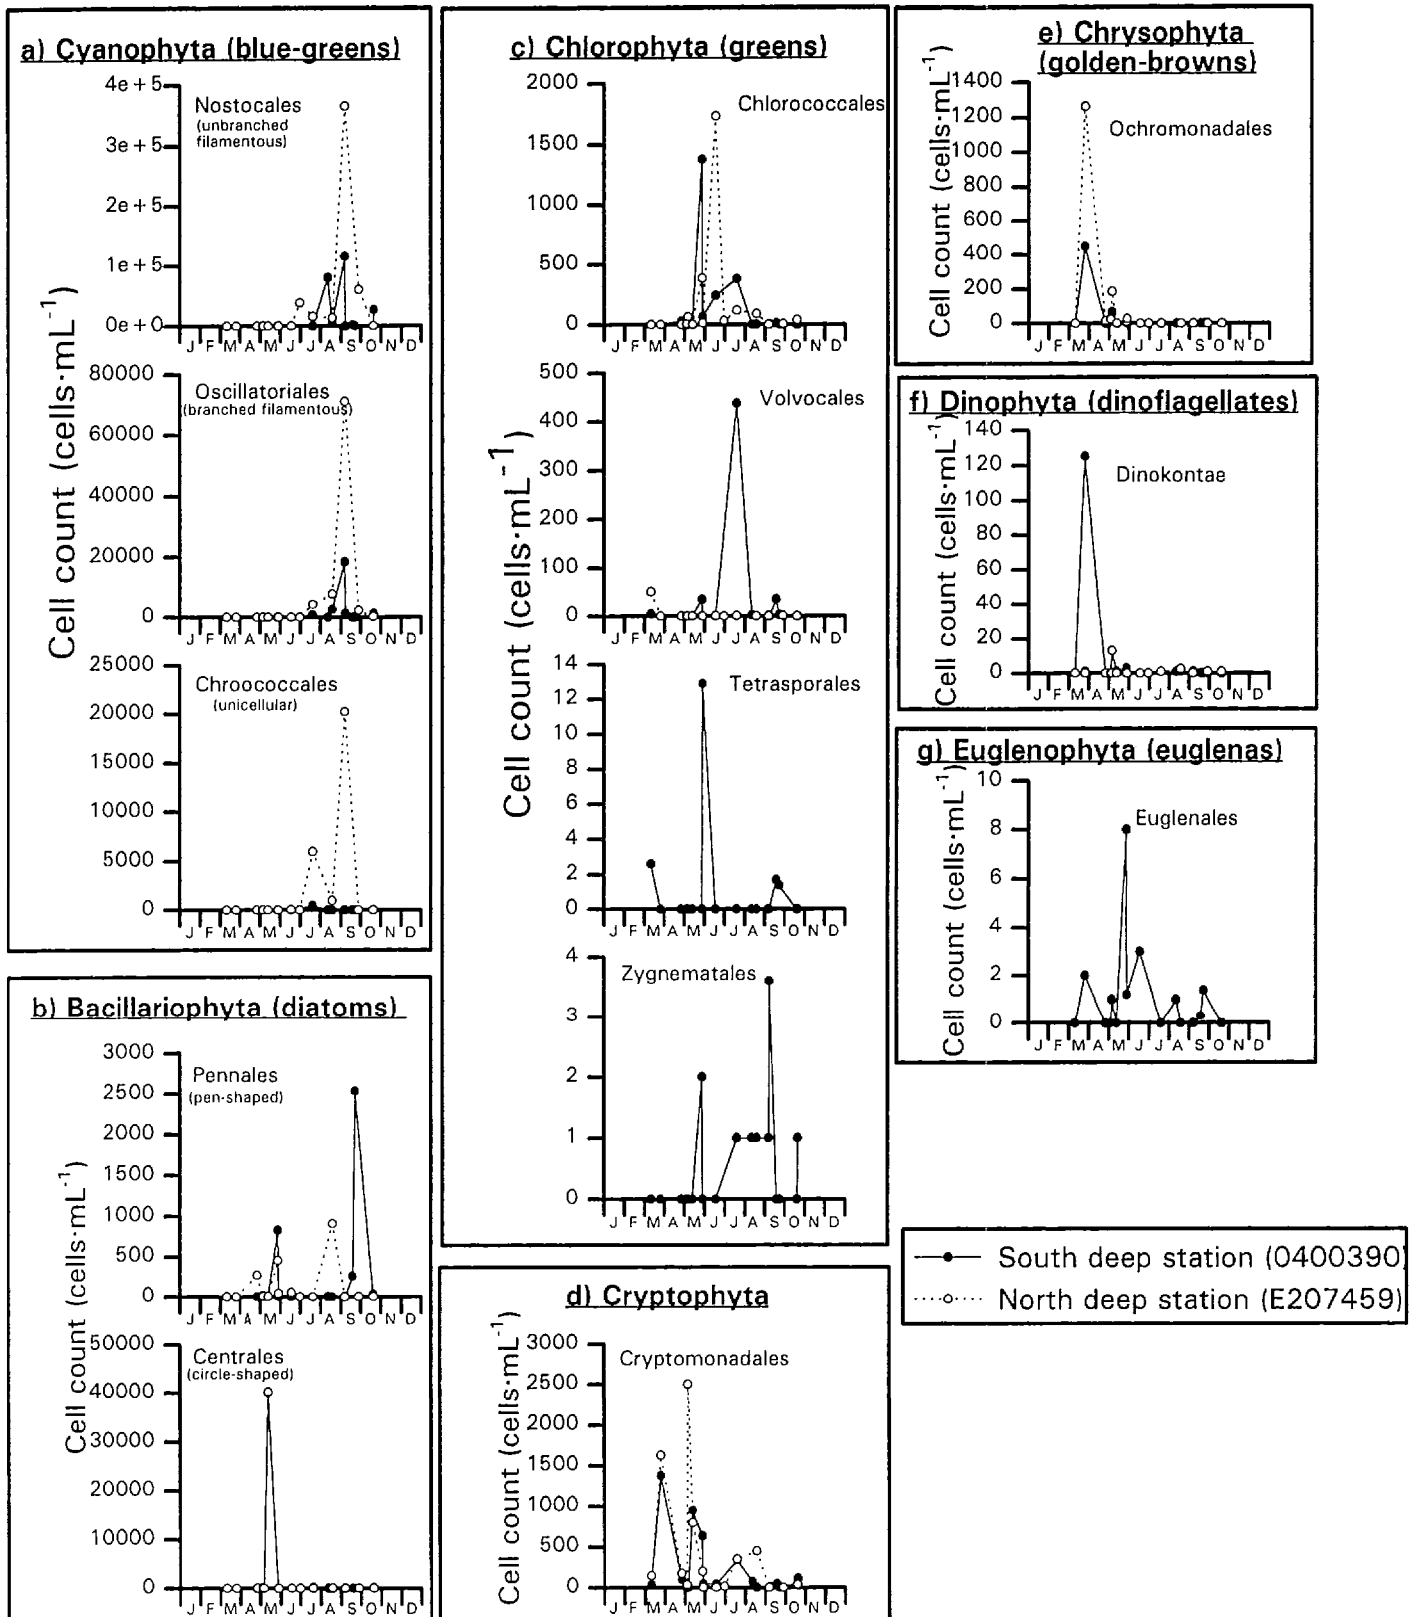 a) Cyanophyta (blue-greens)
Cell count (cells·mL⁻¹)
4e+5
3e+5
2e+5
1e+5
0e+0
Nostocales
(unbranched
filamentous)
J F M A M J J A S O N D
80000
60000
40000
20000
0
Oscillatoriales
(branched filamentous)
J F M A M J J A S O N D
25000
20000
15000
10000
5000
0
Chroococcales
(unicellular)
J F M A M J J A S O N D
b) Bacillariophyta (diatoms)
Cell count (cells·mL⁻¹)
3000
2500
2000
1500
1000
500
0
Pennales
(pen-shaped)
J F M A M J J A S O N D
50000
40000
30000
20000
10000
0
Centrales
(circle-shaped)
J F M A M J J A S O N D
c) Chlorophyta (greens)
Cell count (cells·mL⁻¹)
2000
1500
1000
500
0
Chlorococcales
J F M A M J J A S O N D
500
400
300
200
100
0
Volvocales
J F M A M J J A S O N D
14
12
10
8
6
4
2
0
Tetrasporales
J F M A M J J A S O N D
4
3
2
1
0
Zygnematales
J F M A M J J A S O N D
d) Cryptophyta
Cell count (cells·mL⁻¹)
3000
2500
2000
1500
1000
500
0
Cryptomonadales
J F M A M J J A S O N D
e) Chrysophyta
(golden-browns)
Cell count (cells·mL⁻¹)
1400
1200
1000
800
600
400
200
0
Ochromonadales
J F M A M J J A S O N D
f) Dinophyta (dinoflagellates)
Cell count (cells·mL⁻¹)
140
120
100
80
60
40
20
0
Dinokontae
J F M A M J J A S O N D
g) Euglenophyta (euglenas)
Cell count (cells·mL⁻¹)
10
8
6
4
2
0
Euglenales
J F M A M J J A S O N D
South deep station (0400390)
North deep station (E207459)